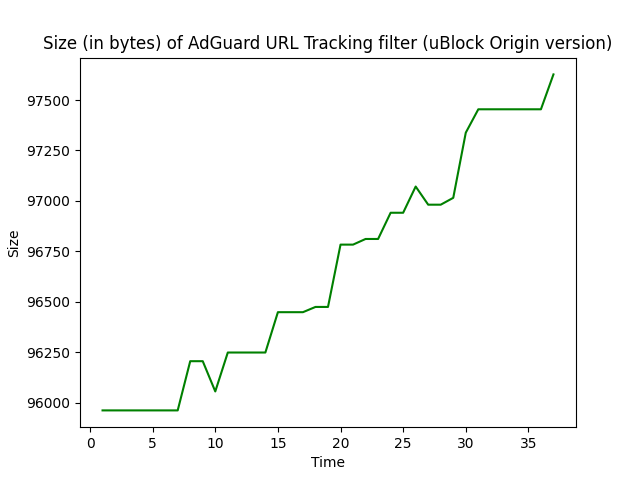 Size (in bytes) of AdGuard URL Tracking filter (uBlock Origin version)
97500
97250
97000
96750
96500
96250
96000
Size
0 5 10 15 20 25 30 35
Time